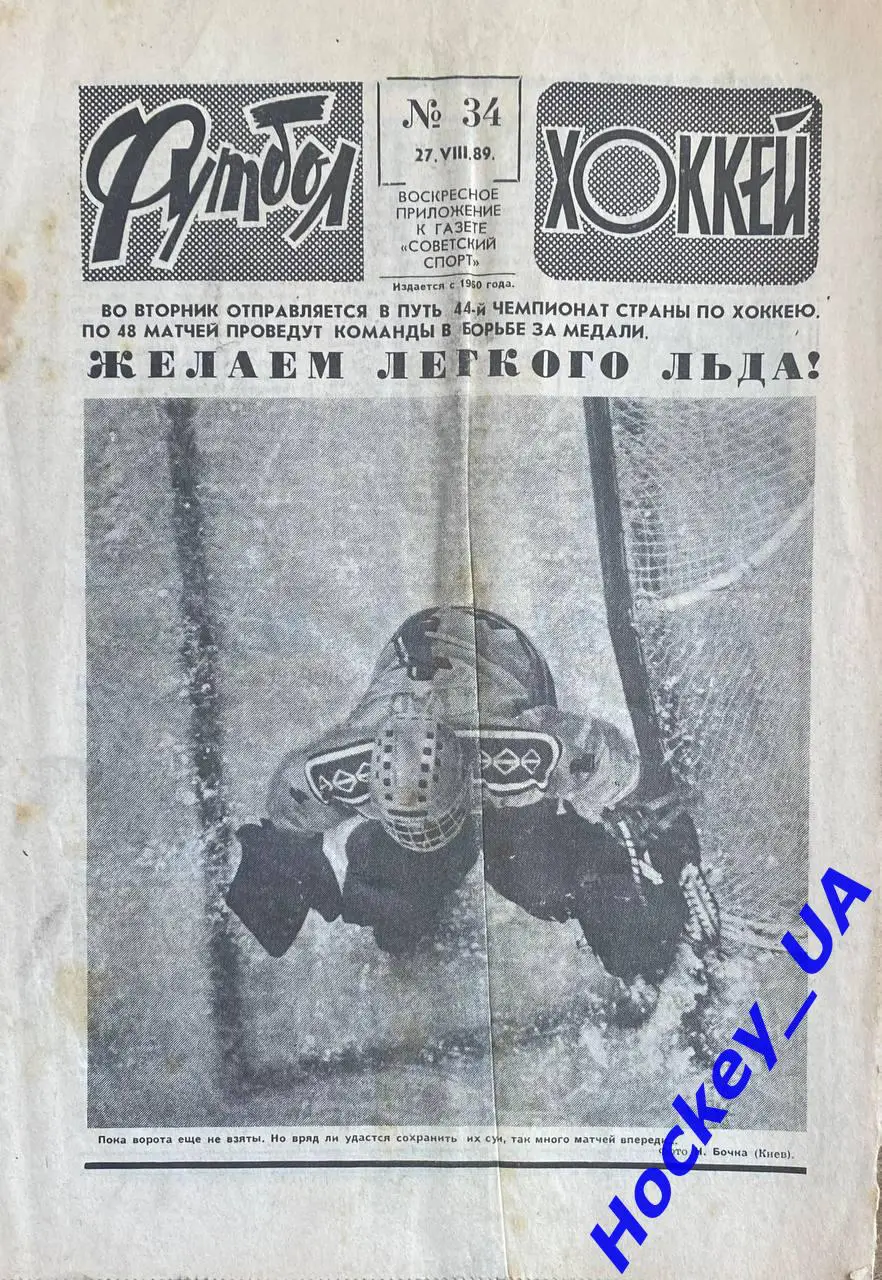 Футбол
№ 34
27.VIII.89.
ВОСКРЕСНОЕ
ПРИЛОЖЕНИЕ
К ГАЗЕТЕ
«СОВЕТСКИЙ
СПОРТ»
Издается с 1960 года.
ХОККЕЙ
ВО ВТОРНИК ОТПРАВЛЯЕТСЯ В ПУТЬ 44-й ЧЕМПИОНАТ СТРАНЫ ПО ХОККЕЮ.
ПО 48 МАТЧЕЙ ПРОВЕДУТ КОМАНДЫ В БОРЬБЕ ЗА МЕДАЛИ.
ЖЕЛАЕМ ЛЕГКОГО ЛЬДА!
Пока ворота еще не взяты. Но вряд ли удастся сохранить их сущ, так много матчей впереди.
Фото Н. Бочка (Киев).
Hockey_UA